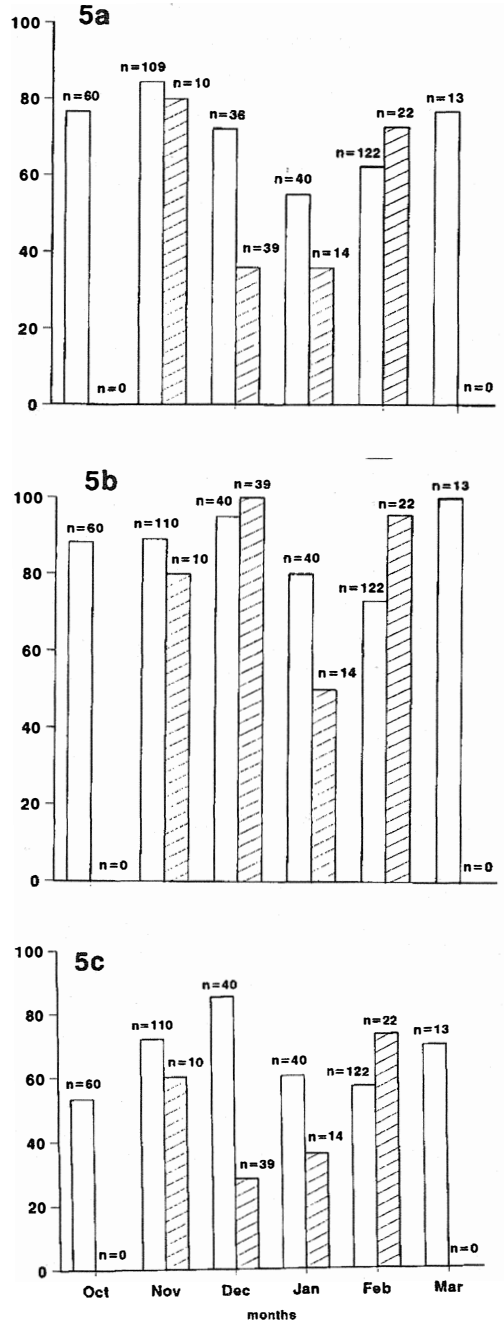 5a
100
80
60
40
20
0
n=60
n=0
n=109
n=10
n=36
n=39
n=40
n=14
n=122
n=22
n=13
n=0
5b
100
80
60
40
20
0
n=60
n=0
n=110
n=10
n=40
n=39
n=40
n=14
n=122
n=22
n=13
n=0
5c
100
80
60
40
20
0
n=60
n=0
n=110
n=10
n=40
n=39
n=40
n=14
n=122
n=22
n=13
n=0
Oct Nov Dec Jan Feb Mar
months